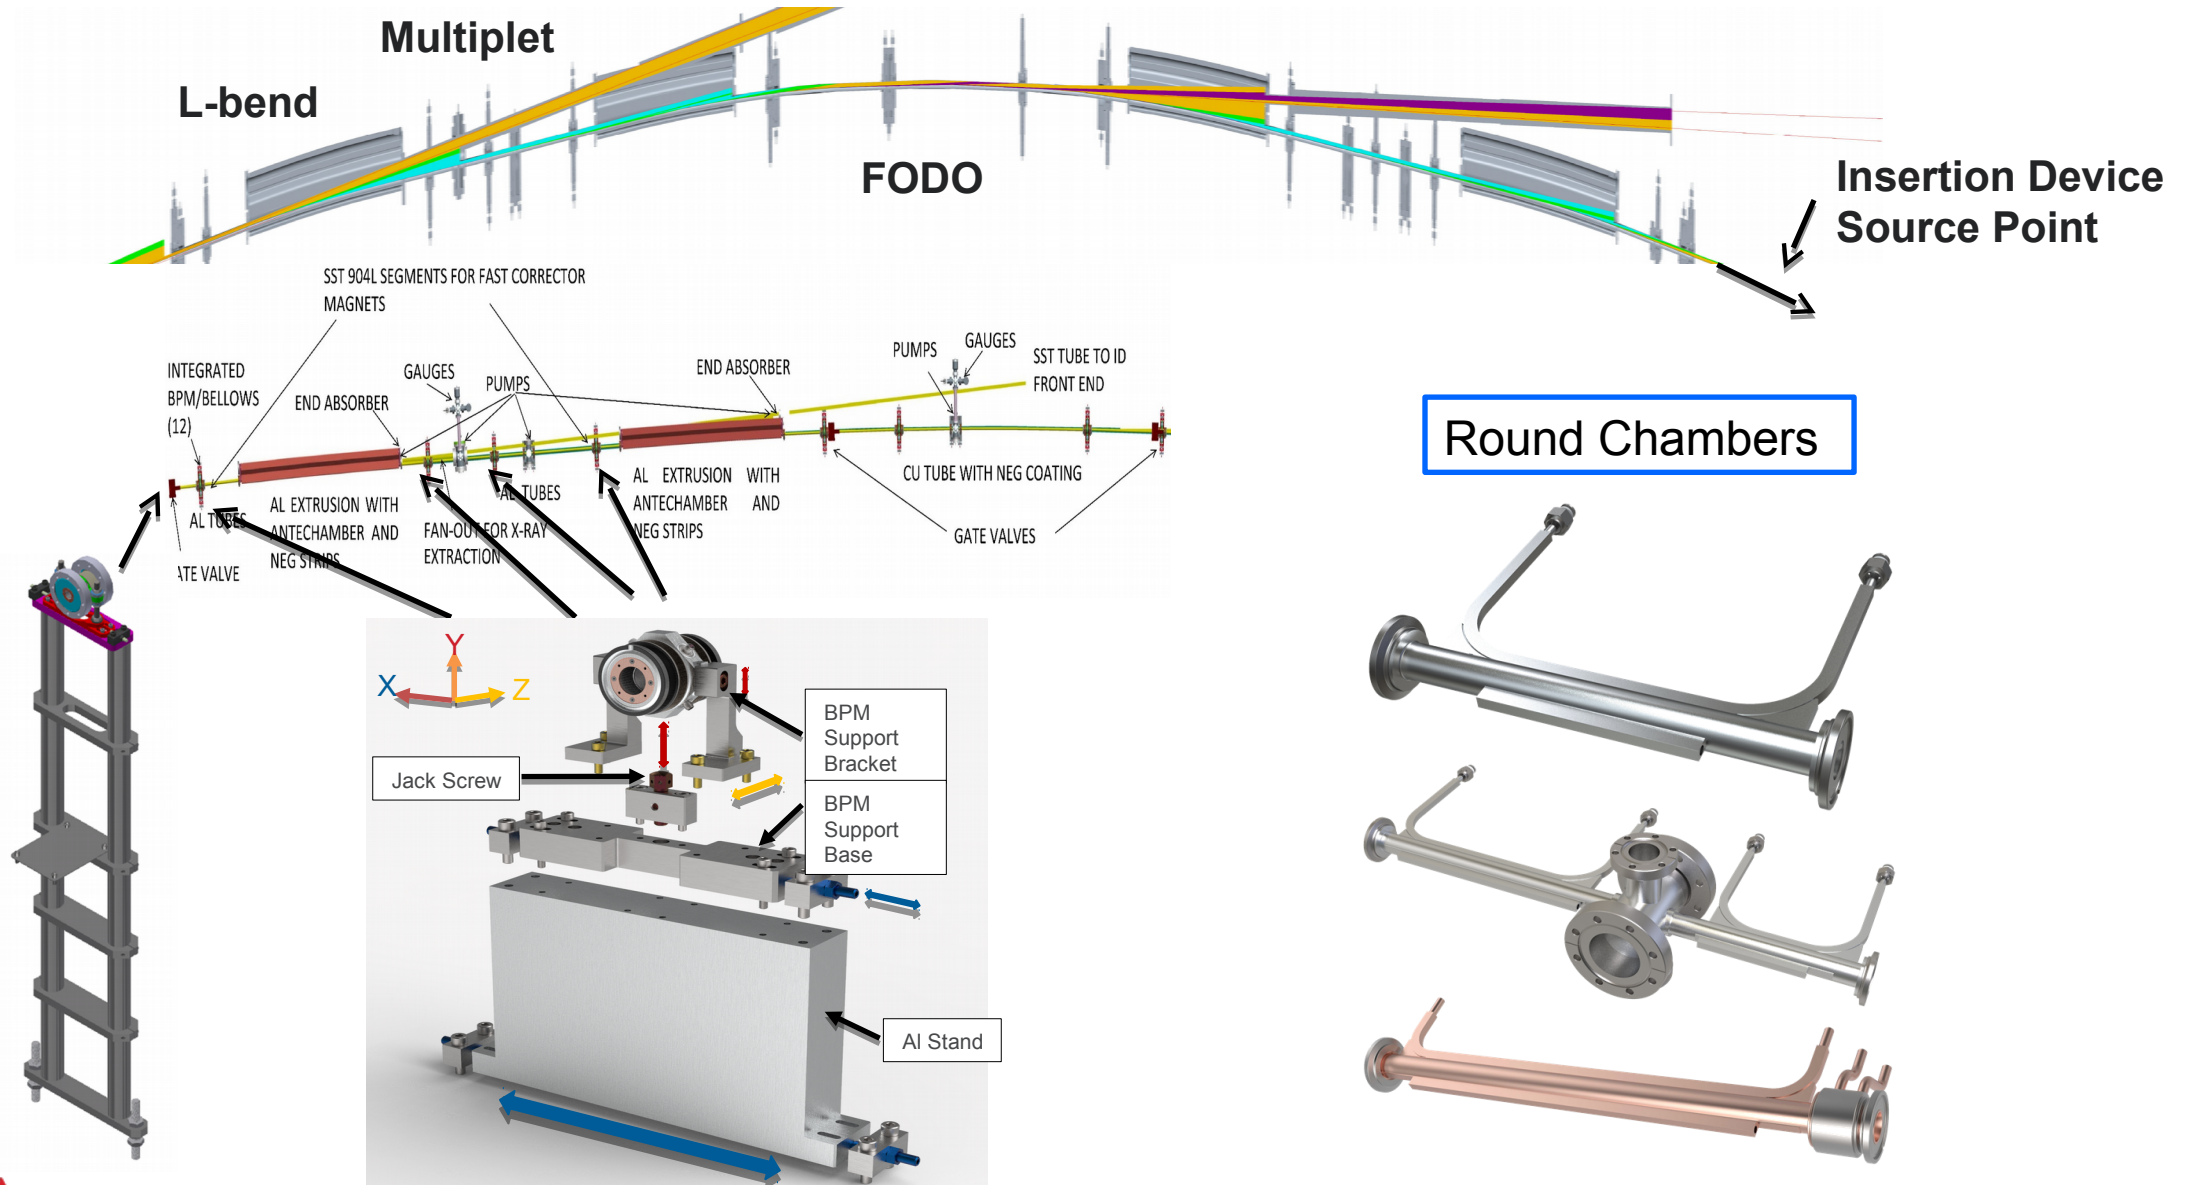 Multiplet
L-bend
FODO
Insertion Device
Source Point
SST 904L SEGMENTS FOR FAST CORRECTOR
MAGNETS
INTEGRATED
BPM/BELLOWS
(12)
END ABSORBER
GAUGES
PUMPS
END ABSORBER
PUMPS
GAUGES
SST TUBE TO ID
FRONT END
AL TUBES
ATE VALVE
AL EXTRUSION WITH
ANTECHAMBER AND
NEG STRIPS
FAN-OUT FOR X-RAY
EXTRACTION
AL TUBES
AL EXTRUSION WITH
ANTECHAMBER AND
NEG STRIPS
CU TUBE WITH NEG COATING
GATE VALVES
Round Chambers
Y
X
Z
Jack Screw
BPM
Support
Bracket
BPM
Support
Base
Al Stand